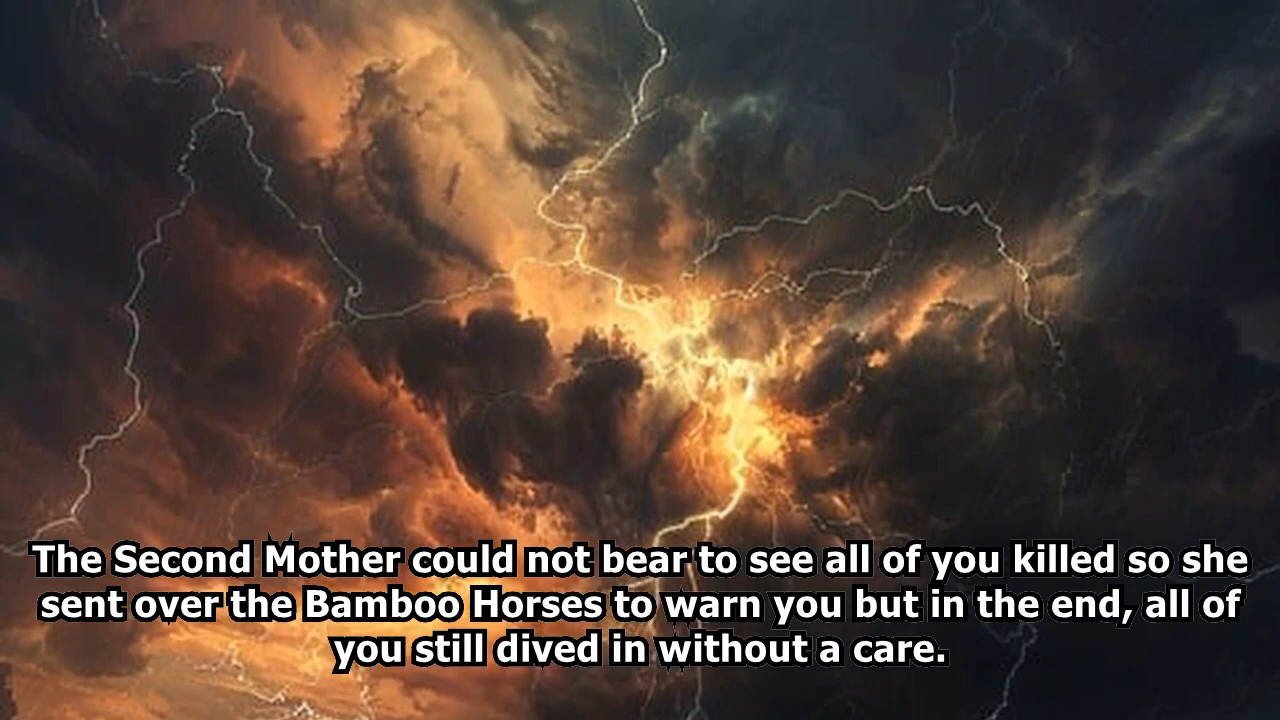 The Second Mother could not bear to see all of you killed so she
sent over the Bamboo Horses to warn you but in the end, all of
you still dived in without a care.